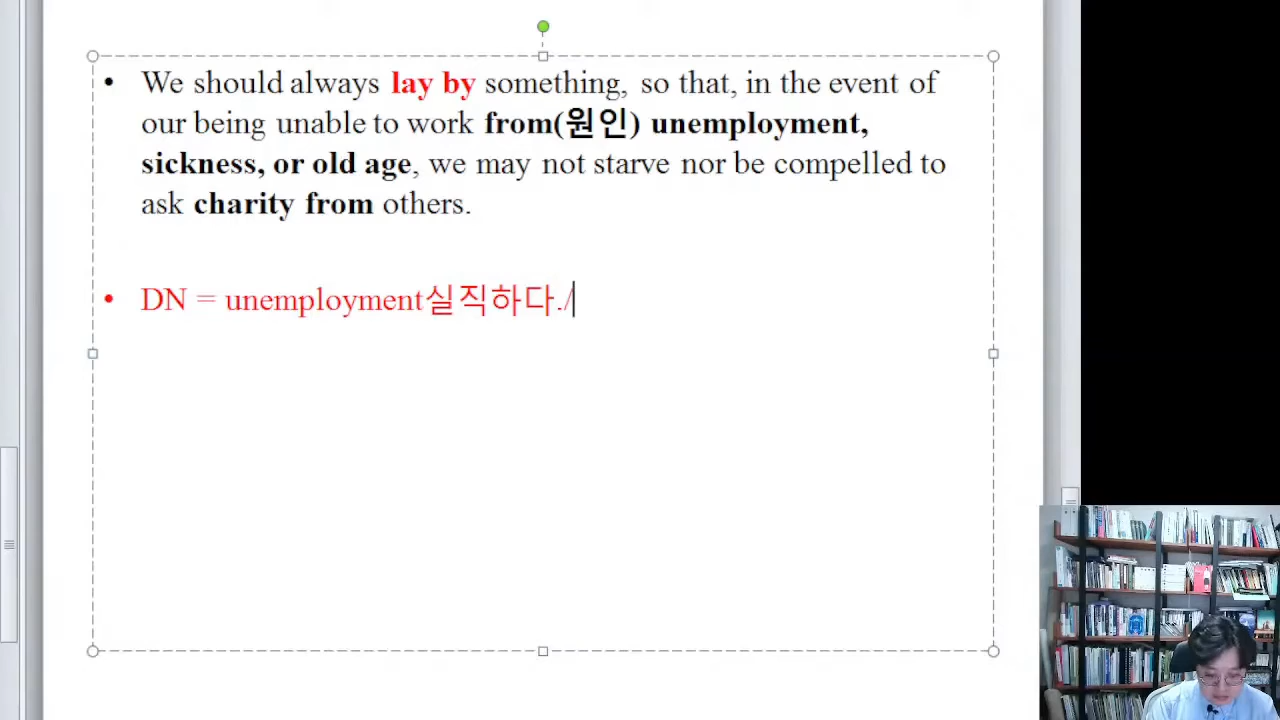 • We should always lay by something, so that, in the event of
our being unable to work from(원인) unemployment,
sickness, or old age, we may not starve nor be compelled to
ask charity from others.
• DN = unemployment실직하다./